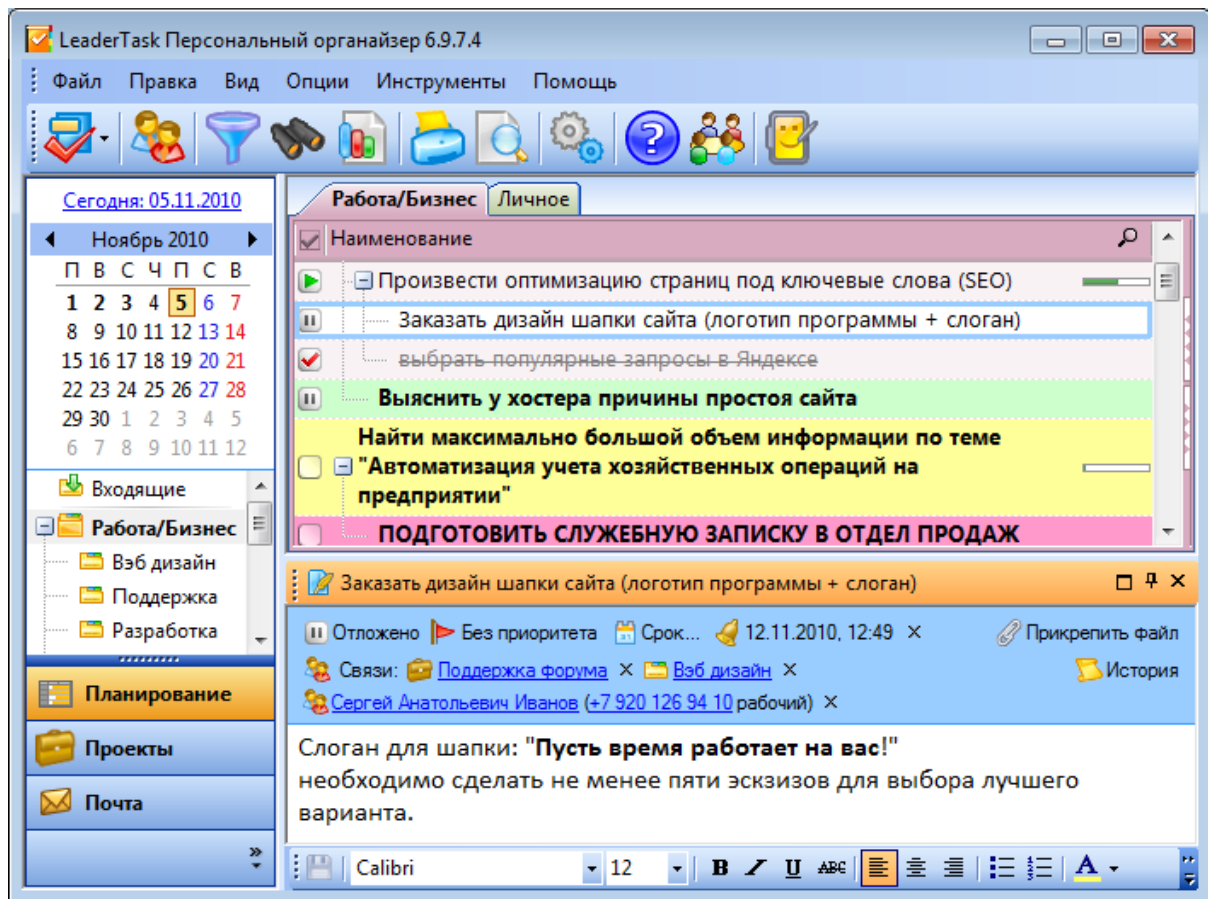 LeaderTask Персональный органайзер 6.9.7.4
Файл Правка Вид Опции Инструменты Помощь
Сегодня: 05.11.2010
Ноябрь 2010
П В С Ч П С В
1 2 3 4 5 6 7
8 9 10 11 12 13 14
15 16 17 18 19 20 21
22 23 24 25 26 27 28
29 30 1 2 3 4 5
6 7 8 9 10 11 12
Входящие
Работа/Бизнес
Вэб дизайн
Поддержка
Разработка
Планирование
Проекты
Почта
Работа/Бизнес Личное
Наименование
Произвести оптимизацию страниц под ключевые слова (SEO)
Заказать дизайн шапки сайта (логотип программы + слоган)
выбрать популярные запросы в Яндексе
Выяснить у хостера причины простоя сайта
Найти максимально большой объем информации по теме
"Автоматизация учета хозяйственных операций на
предприятии"
ПОДГОТОВИТЬ СЛУЖЕБНУЮ ЗАПИСКУ В ОТДЕЛ ПРОДАЖ
Заказать дизайн шапки сайта (логотип программы + слоган)
Отложено Без приоритета Срок... 12.11.2010, 12:49 Прикрепить файл
Связи: Поддержка форума Вэб дизайн История
Сергей Анатольевич Иванов (+7 920 126 94 10 рабочий)
Слоган для шапки: "Пусть время работает на вас!"
необходимо сделать не менее пяти эскзизов для выбора лучшего
варианта.
Calibri 12 B I U ABC A